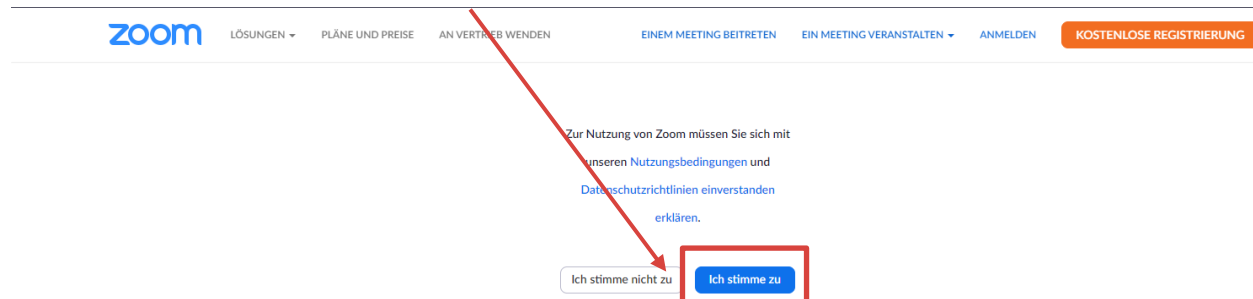 zoom LÖSUNGEN PLÄNE UND PREISE AN VERTRIEB WENDEN EINEM MEETING BEITRETEN EIN MEETING VERANSTALTEN ANMELDEN KOSTENLOSE REGISTRIERUNG
Zur Nutzung von Zoom müssen Sie sich mit
unseren Nutzungsbedingungen und
Datenschutzrichtlinien einverstanden
erklären.
Ich stimme nicht zu Ich stimme zu